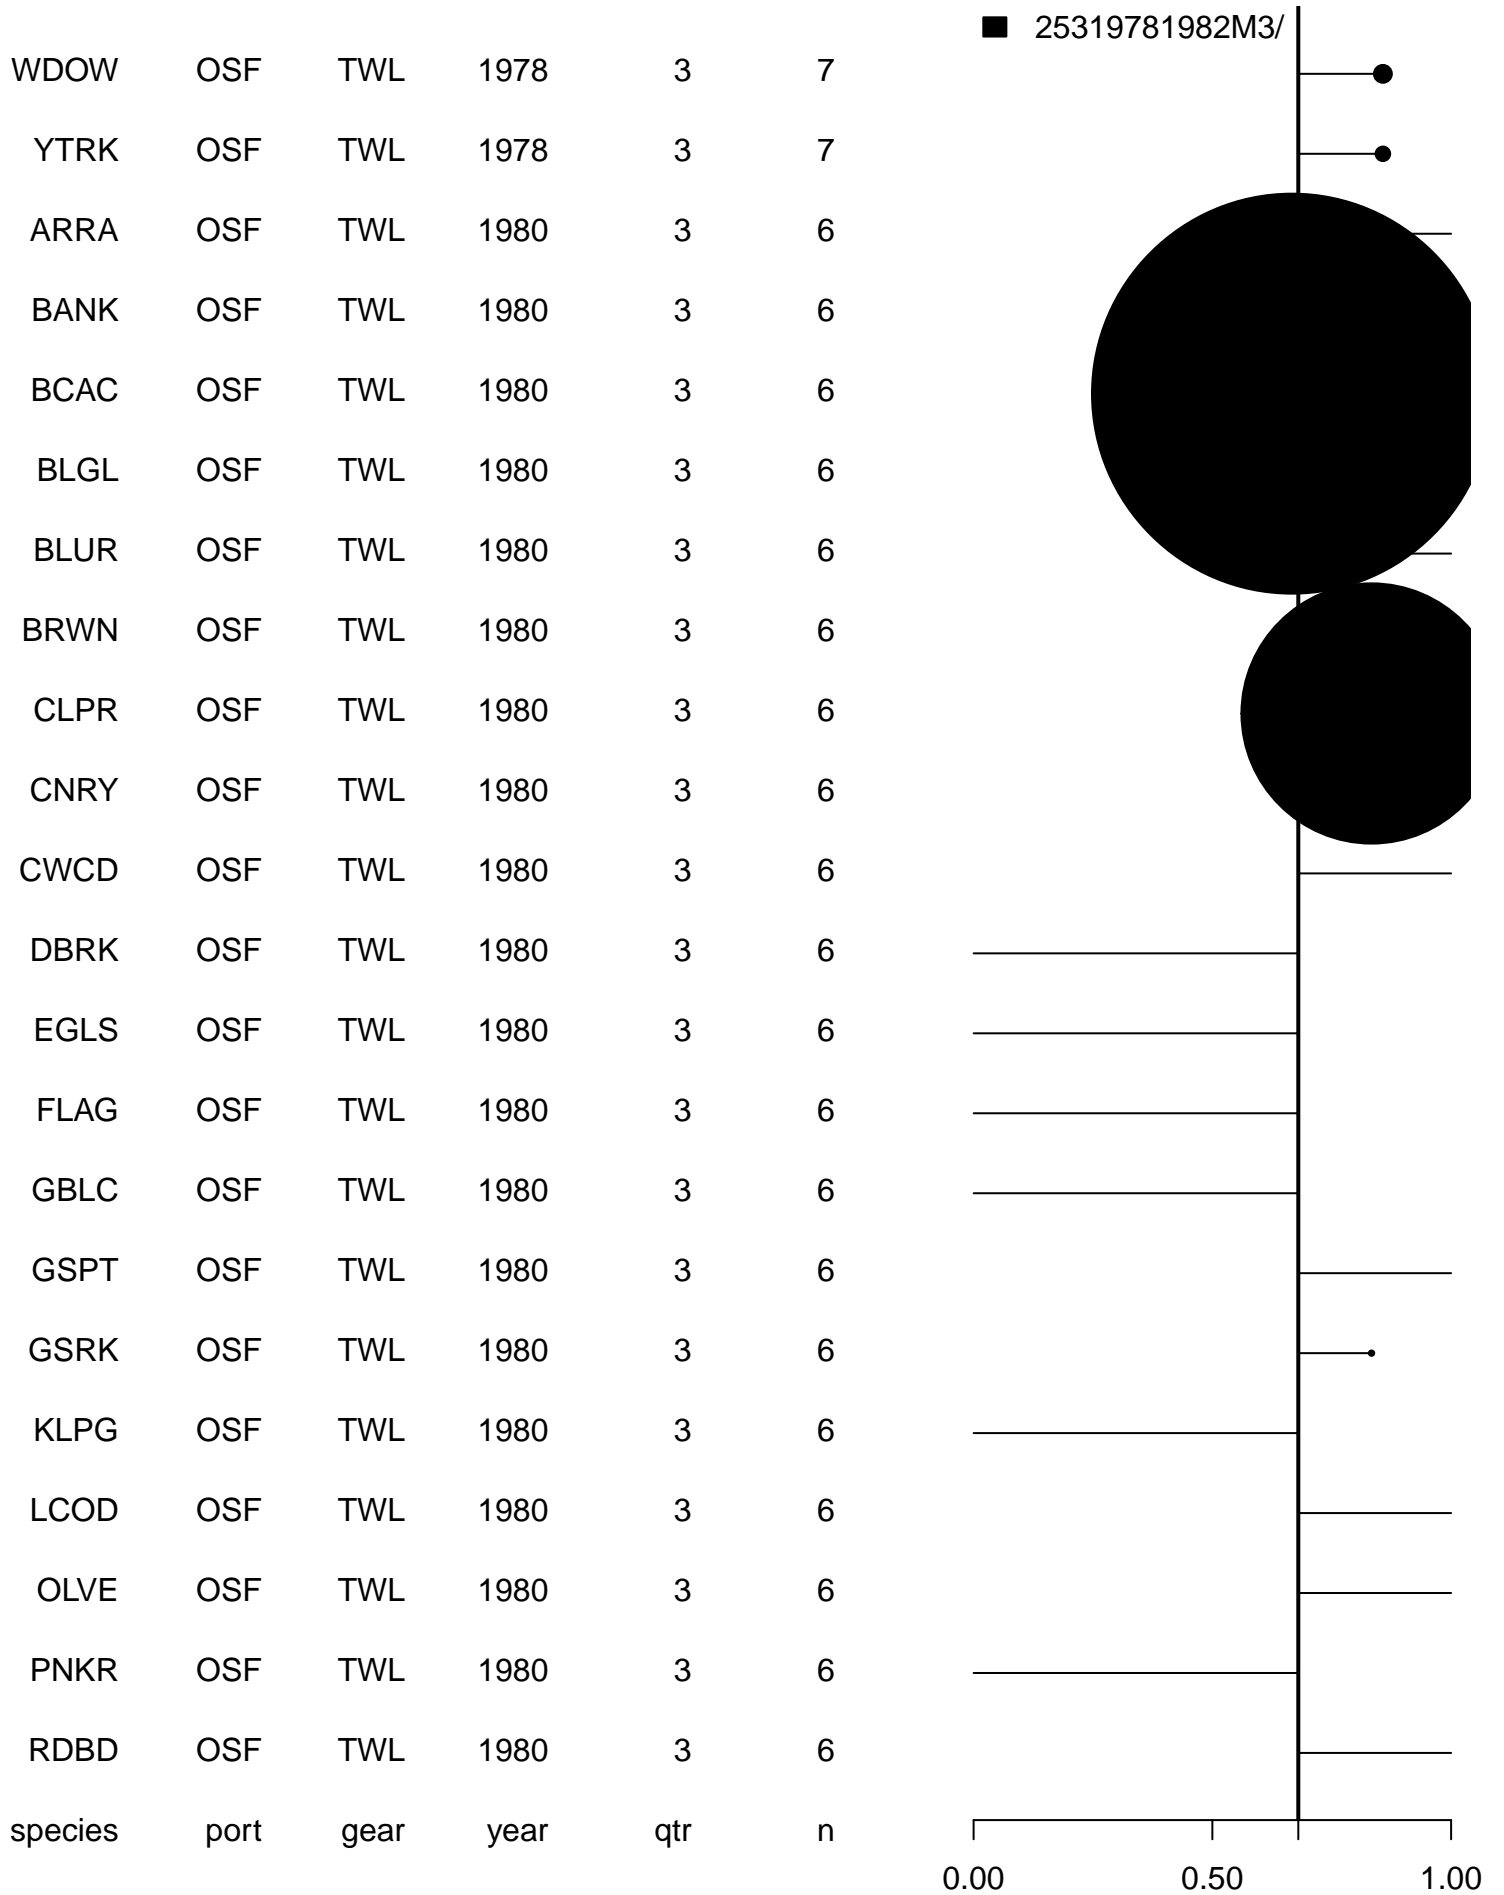 25319781982M3/
WDOW OSF TWL 1978 3 7
YTRK OSF TWL 1978 3 7
ARRA OSF TWL 1980 3 6
BANK OSF TWL 1980 3 6
BCAC OSF TWL 1980 3 6
BLGL OSF TWL 1980 3 6
BLUR OSF TWL 1980 3 6
BRWN OSF TWL 1980 3 6
CLPR OSF TWL 1980 3 6
CNRY OSF TWL 1980 3 6
CWCD OSF TWL 1980 3 6
DBRK OSF TWL 1980 3 6
EGLS OSF TWL 1980 3 6
FLAG OSF TWL 1980 3 6
GBLC OSF TWL 1980 3 6
GSPT OSF TWL 1980 3 6
GSRK OSF TWL 1980 3 6
KLPG OSF TWL 1980 3 6
LCOD OSF TWL 1980 3 6
OLVE OSF TWL 1980 3 6
PNKR OSF TWL 1980 3 6
RDBD OSF TWL 1980 3 6
species port gear year qtr n
0.00 0.50 1.00